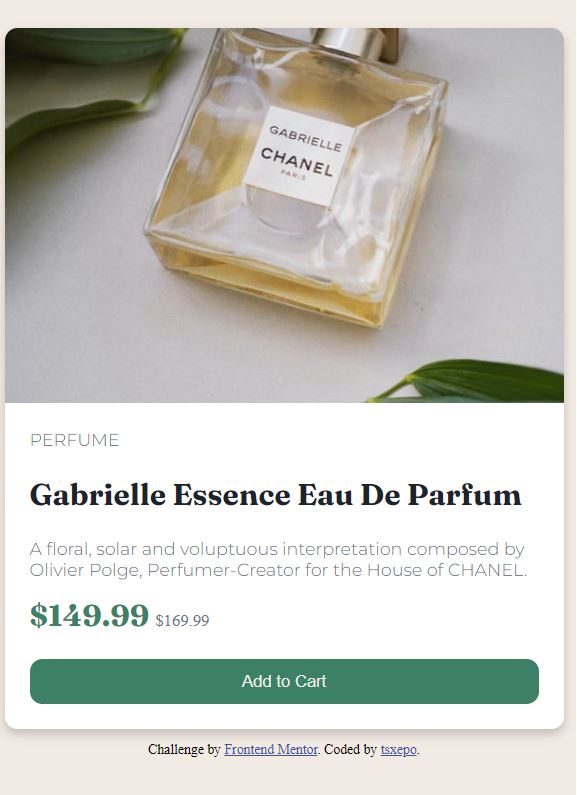 GABRIELLE
CHANEL
PARIS
PERFUME
Gabrielle Essence Eau De Parfum
A floral, solar and voluptuous interpretation composed by
Olivier Polge, Perfumer-Creator for the House of CHANEL.
$149.99 $169.99
Add to Cart
Challenge by Frontend Mentor. Coded by tsxepo.